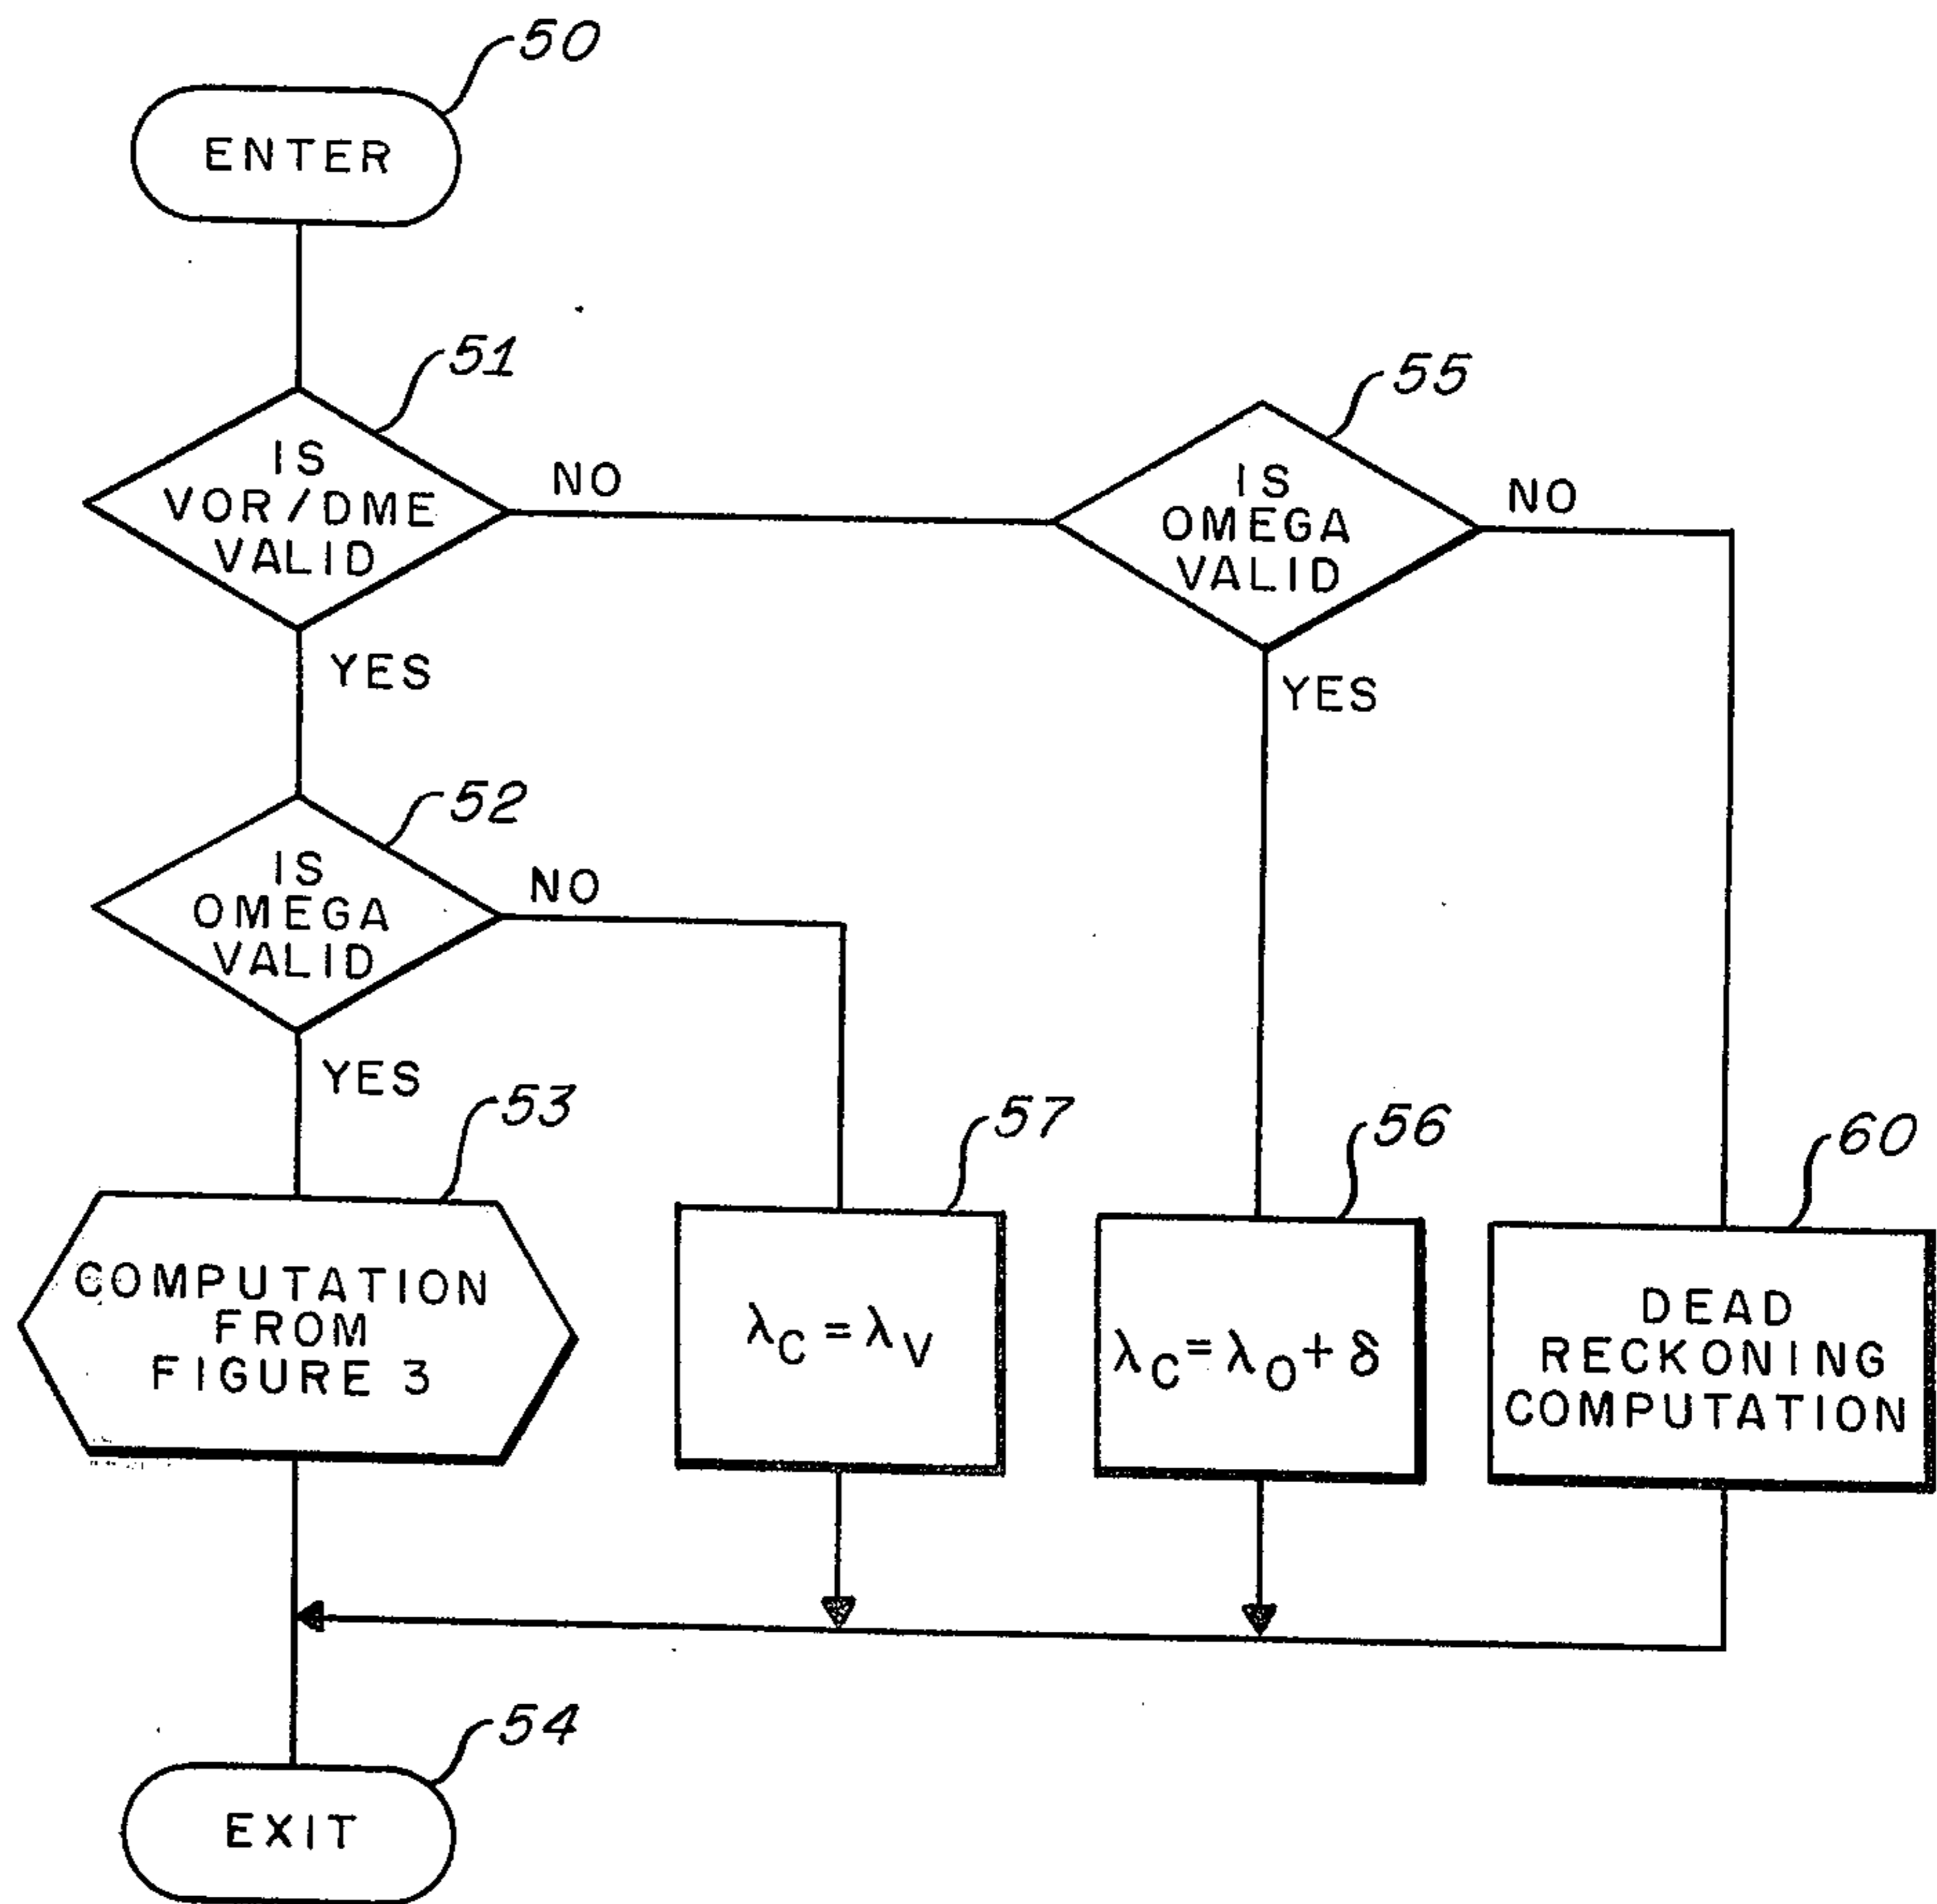 50
ENTER
51
IS
VOR/DME
VALID
NO
YES
55
IS
OMEGA
VALID
NO
YES
52
IS
OMEGA
VALID
NO
YES
53
COMPUTATION
FROM
FIGURE 3
57
λC = λV
56
λC = λO + δ
60
DEAD
RECKONING
COMPUTATION
54
EXIT